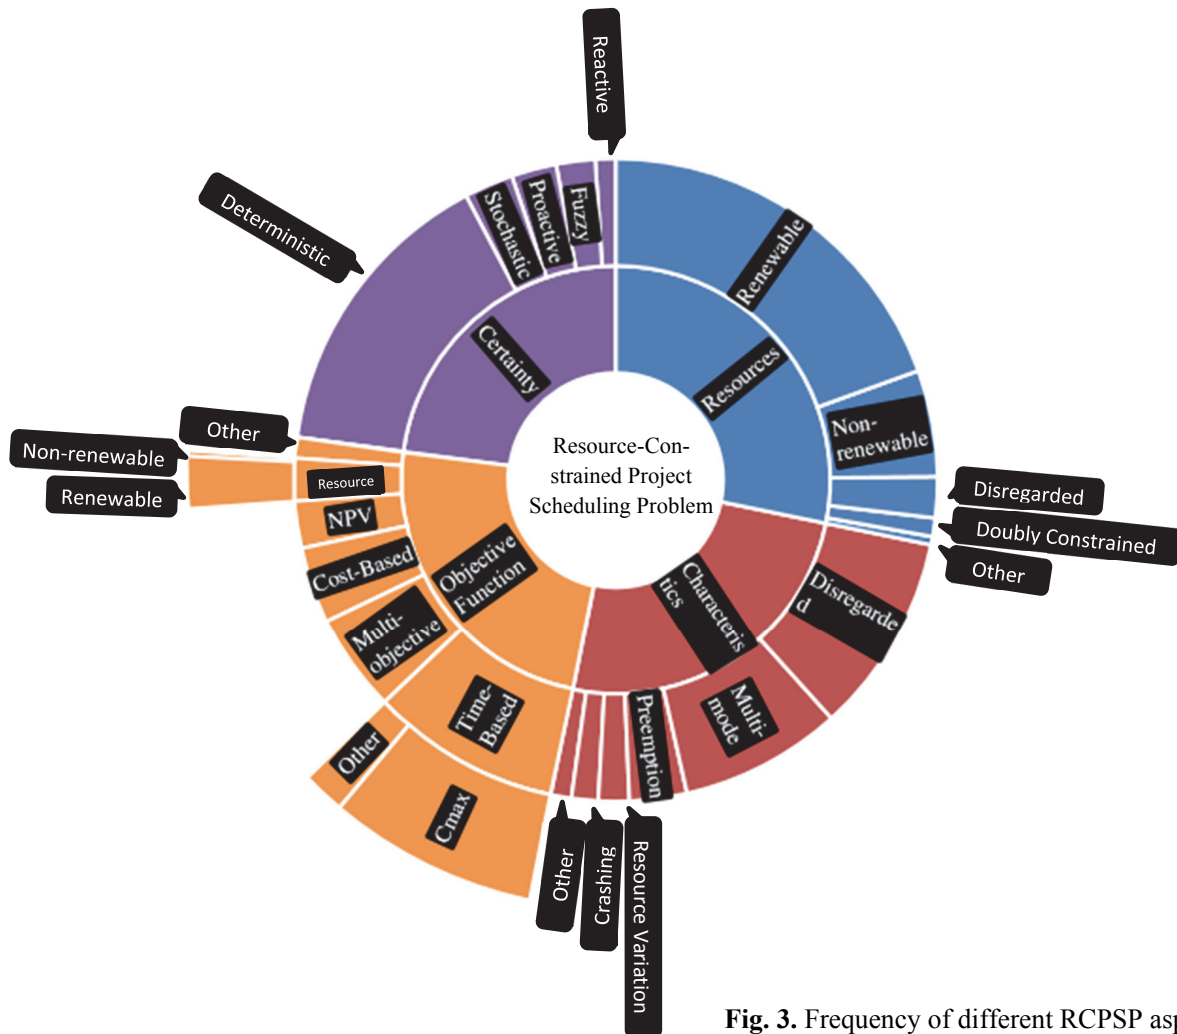 Reactive
Deterministic
Stochastic
Proactive
Fuzzy
Renewable
Certainty
Resources
Other
Non-renewable
Renewable
Resource
NPV
Cost-Based
Multi-
objective
Objective
Function
Resource-Con-
strained Project
Scheduling Problem
Non-
renewable
Disregarded
Doubly Constrained
Other
Characteris
tics
Disregarde
d
Multi-
mode
Preemption
Time-
Based
Other
Cmax
Other
Crashing
Resource Variation
Fig. 3. Frequency of different RCPSP asp